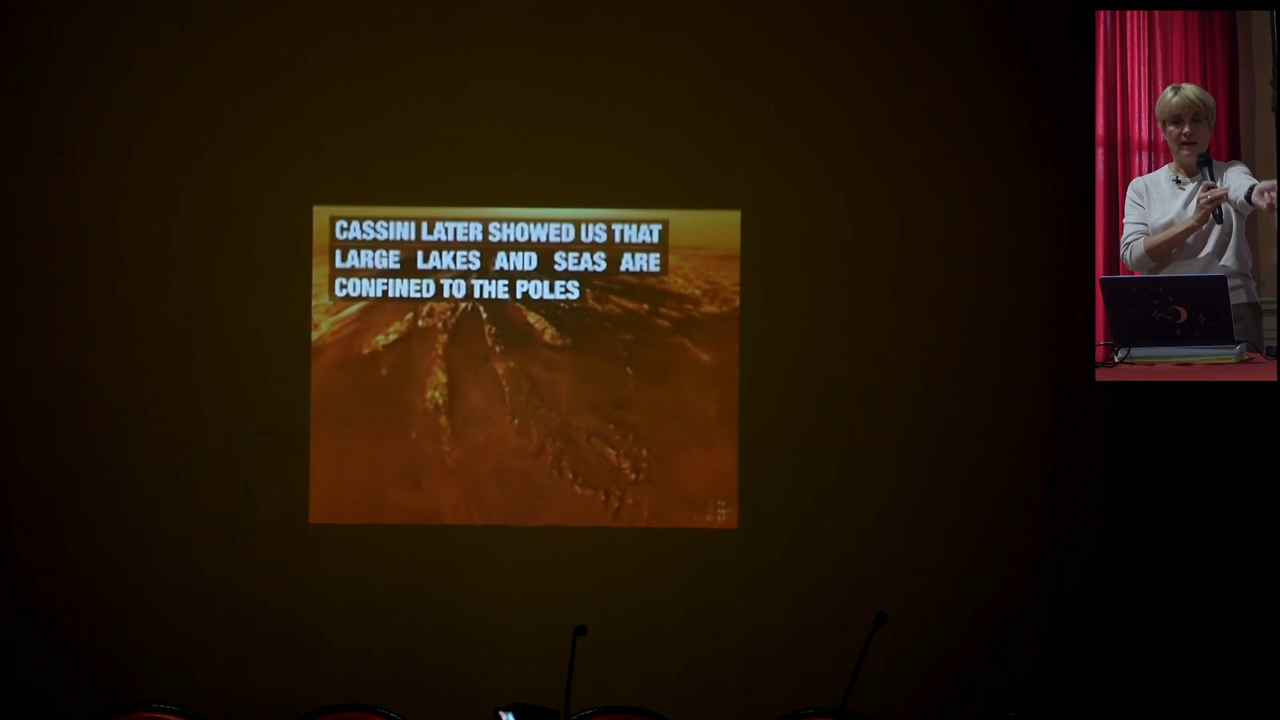 CASSINI LATER SHOWED US THAT
LARGE LAKES AND SEAS ARE
CONFINED TO THE POLES